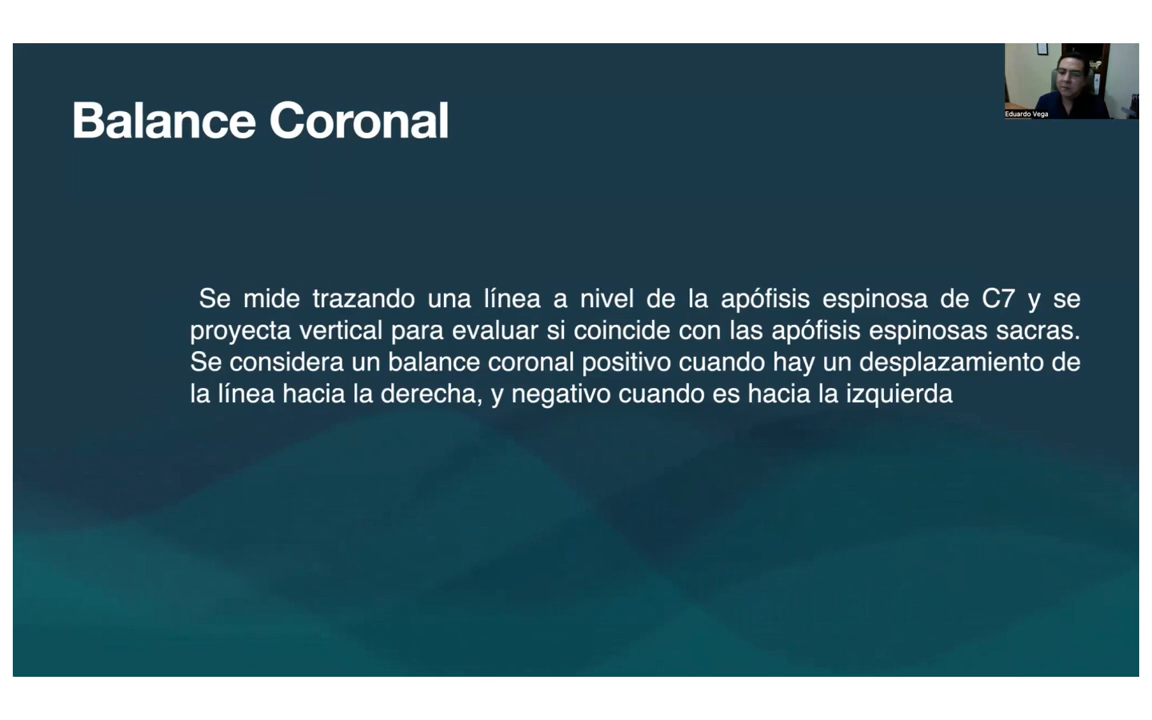 Balance Coronal
Eduardo Vega
Se mide trazando una línea a nivel de la apófisis espinosa de C7 y se
proyecta vertical para evaluar si coincide con las apófisis espinosas sacras.
Se considera un balance coronal positivo cuando hay un desplazamiento de
la línea hacia la derecha, y negativo cuando es hacia la izquierda